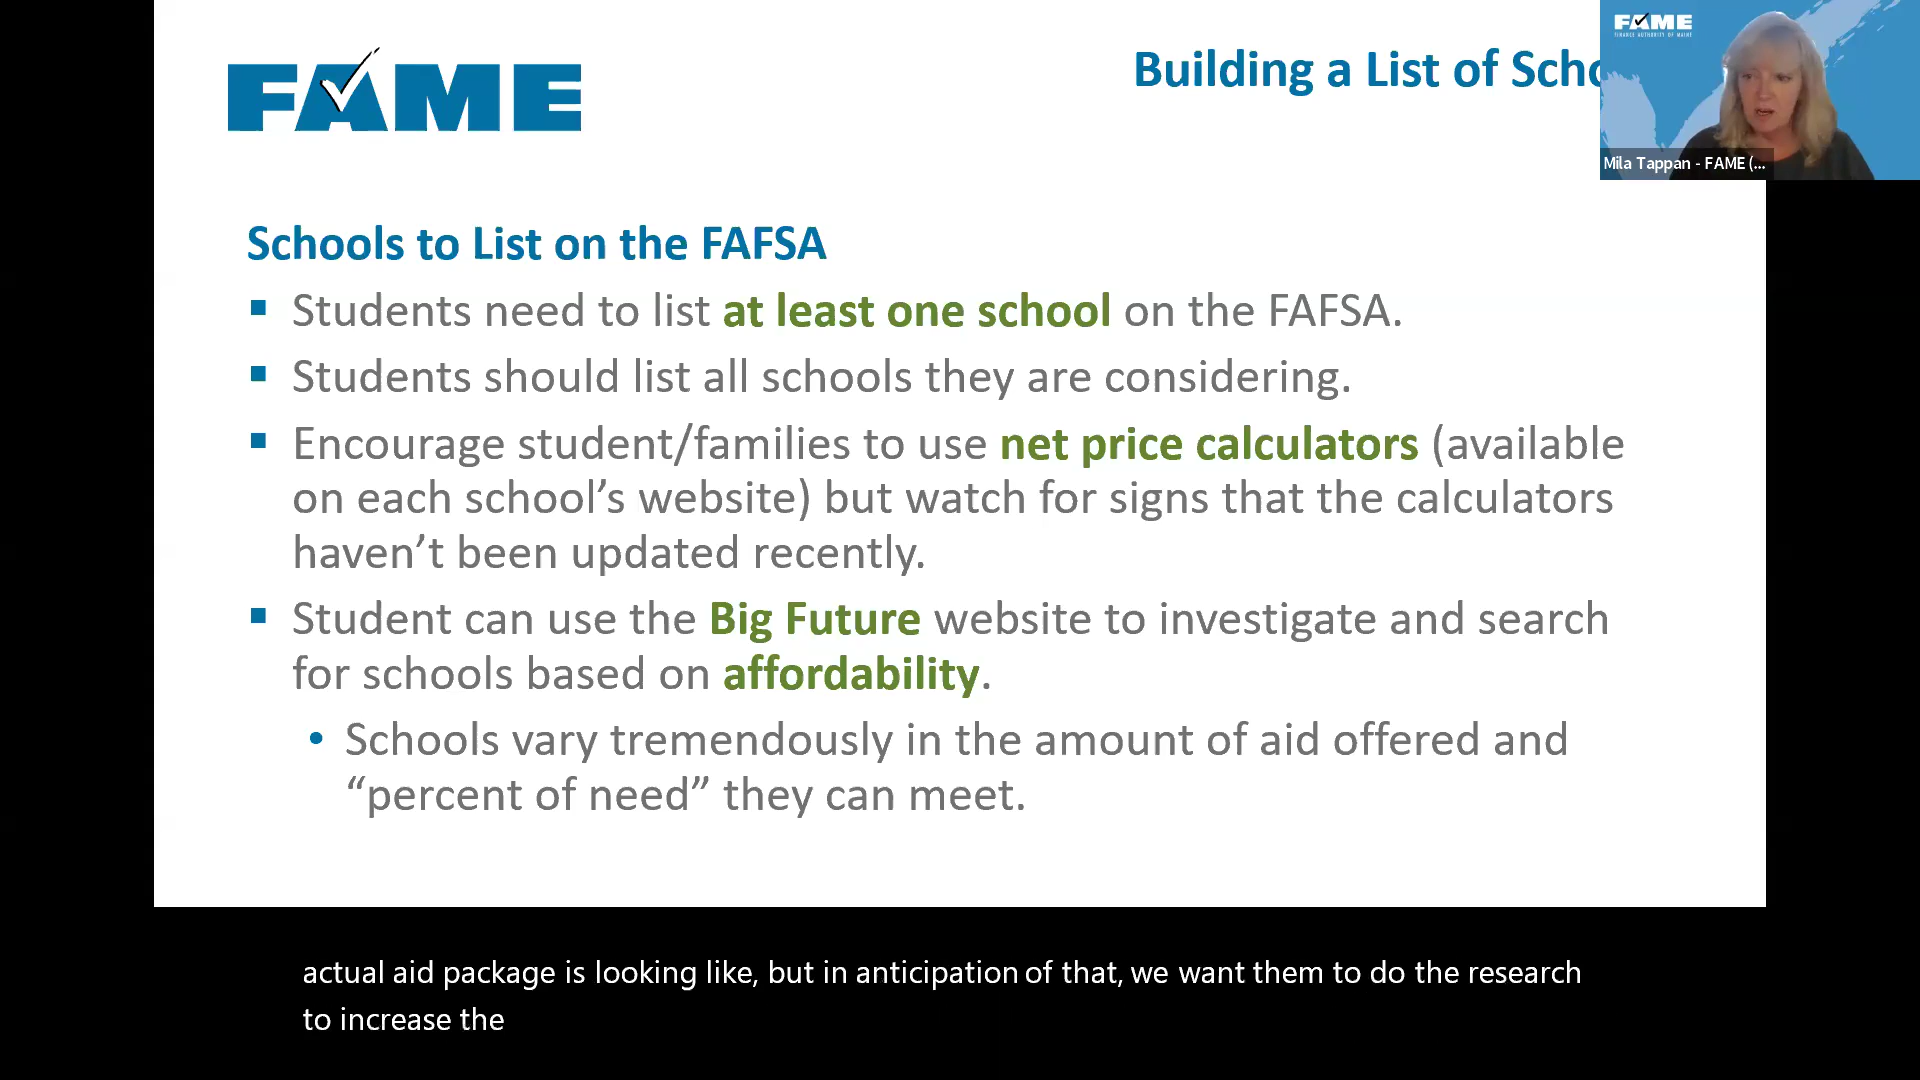 FAME
Building a List of Scho
FAME
FINANCE AUTHORITY OF MAINE
Mila Tappan - FAME (...
Schools to List on the FAFSA
Students need to list at least one school on the FAFSA.
Students should list all schools they are considering.
Encourage student/families to use net price calculators (available
on each school’s website) but watch for signs that the calculators
haven’t been updated recently.
Student can use the Big Future website to investigate and search
for schools based on affordability.
Schools vary tremendously in the amount of aid offered and
“percent of need” they can meet.
actual aid package is looking like, but in anticipation of that, we want them to do the research
to increase the